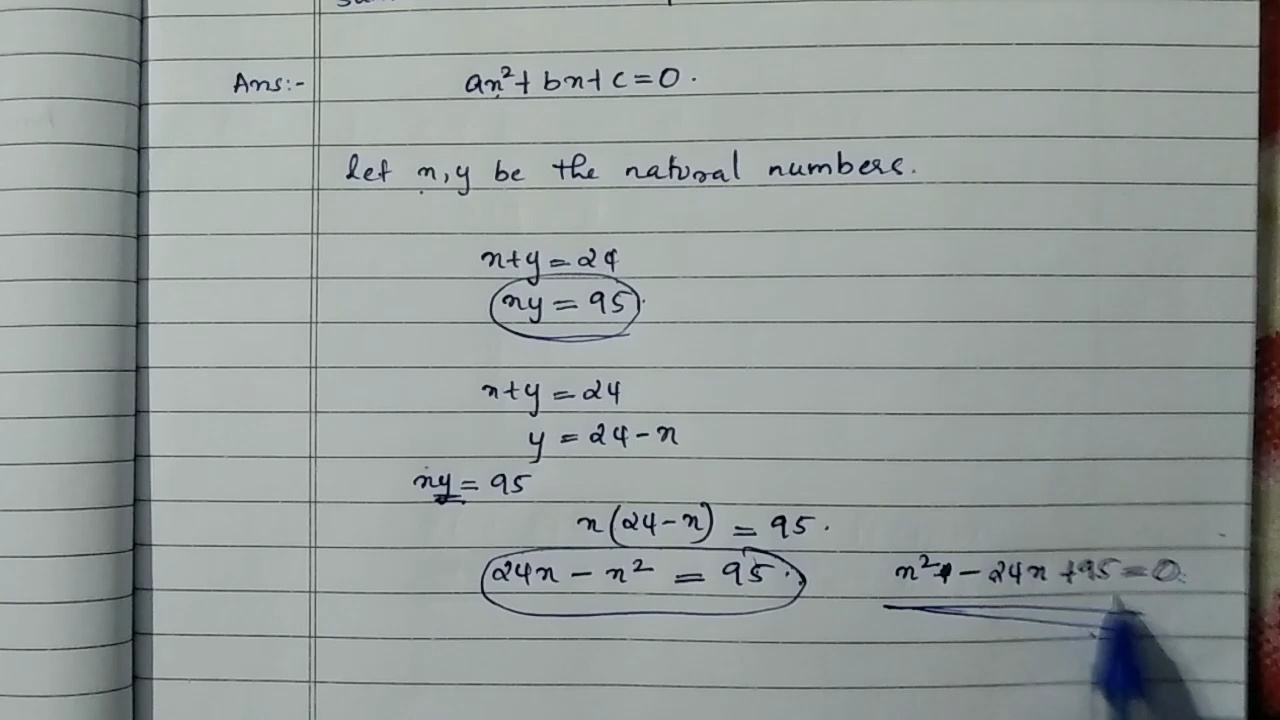 Ans:- ax²+ bx+ c = 0.
let x, y be the natural numbers.
x+y = 24
xy = 95.
x+y = 24
y = 24-x
xy = 95
x(24-x) = 95.
24x - x² = 95. x² - 24x +95 = 0.